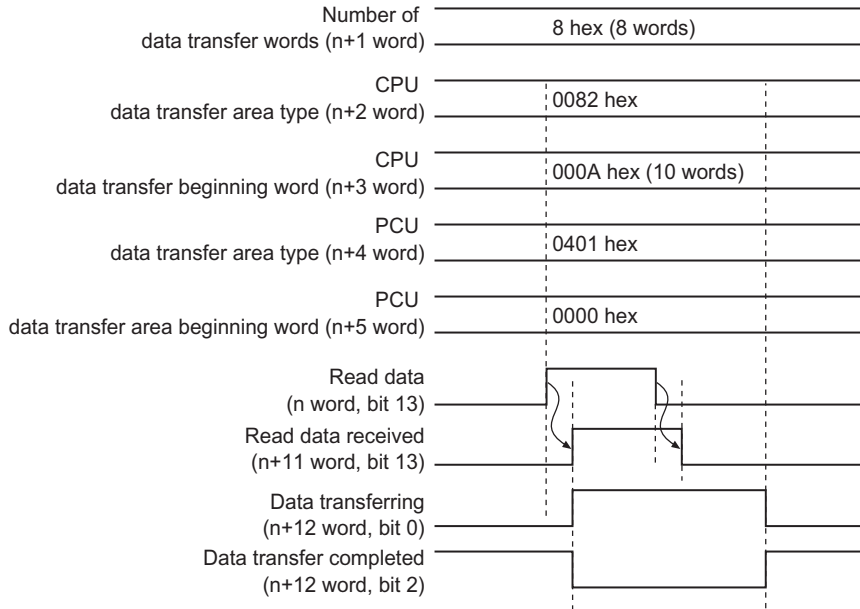 Number of
data transfer words (n+1 word)
8 hex (8 words)
CPU
data transfer area type (n+2 word)
0082 hex
CPU
data transfer beginning word (n+3 word)
000A hex (10 words)
PCU
data transfer area type (n+4 word)
0401 hex
PCU
data transfer area beginning word (n+5 word)
0000 hex
Read data
(n word, bit 13)
Read data received
(n+11 word, bit 13)
Data transferring
(n+12 word, bit 0)
Data transfer completed
(n+12 word, bit 2)